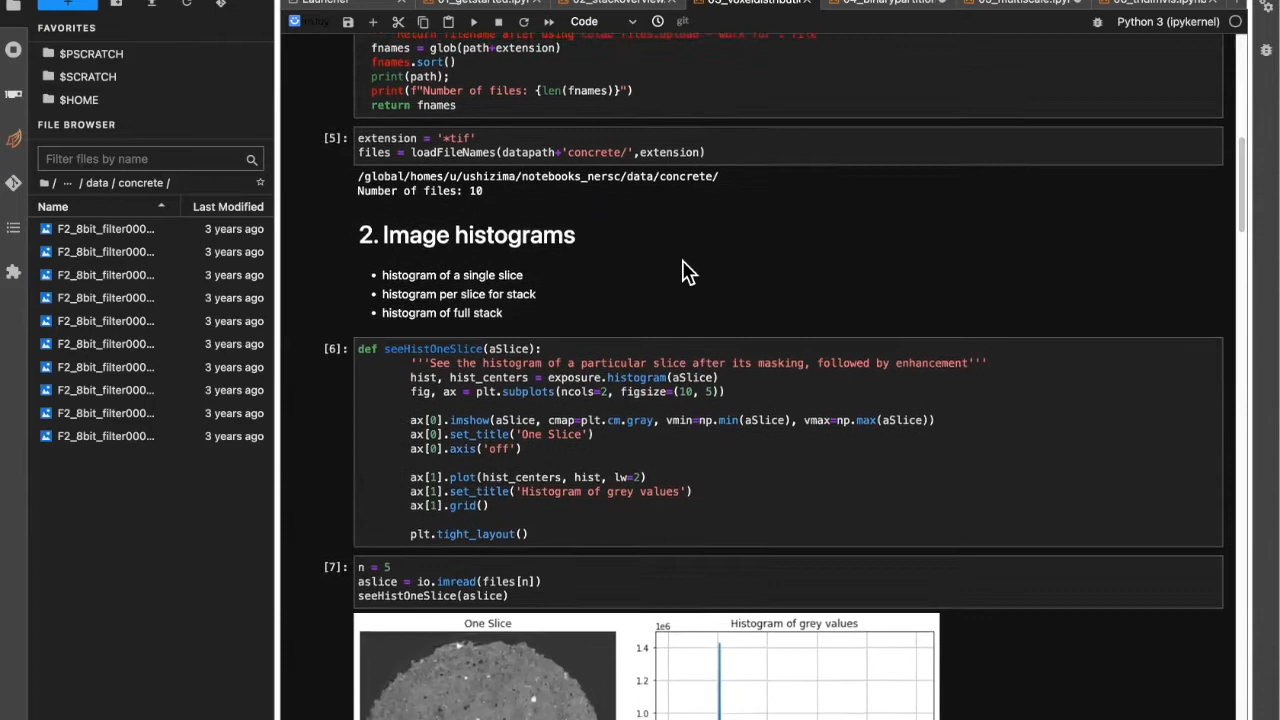 FAVORITES
$SCRATCH
$SCRATCH
$HOME
FILE BROWSER
Filter files by name
/ ... / data / concrete /
Name Last Modified
F2_8bit_filter000... 3 years ago
F2_8bit_filter000... 3 years ago
F2_8bit_filter000... 3 years ago
F2_8bit_filter000... 3 years ago
F2_8bit_filter000... 3 years ago
F2_8bit_filter000... 3 years ago
F2_8bit_filter000... 3 years ago
F2_8bit_filter000... 3 years ago
F2_8bit_filter000... 3 years ago
F2_8bit_filter000... 3 years ago
Code
git
Python 3 (ipykernel)
fnames = glob(path+extension)
fnames.sort()
print(path);
print(f"Number of files: {len(fnames)}")
return fnames
[5]: extension = '*tif'
files = loadFileNames(datapath+'concrete/',extension)
/global/homes/u/ushizima/notebooks_nersc/data/concrete/
Number of files: 10
2. Image histograms
• histogram of a single slice
• histogram per slice for stack
• histogram of full stack
[6]: def seeHistOneSlice(aSlice):
'''See the histogram of a particular slice after its masking, followed by enhancement'''
hist, hist_centers = exposure.histogram(aSlice)
fig, ax = plt.subplots(ncols=2, figsize=(10, 5))
ax[0].imshow(aSlice, cmap=plt.cm.gray, vmin=np.min(aSlice), vmax=np.max(aSlice))
ax[0].set_title('One Slice')
ax[0].axis('off')
ax[1].plot(hist_centers, hist, lw=2)
ax[1].set_title('Histogram of grey values')
ax[1].grid()
plt.tight_layout()
[7]: n = 5
aslice = io.imread(files[n])
seeHistOneSlice(aslice)
One Slice
Histogram of grey values
1e6
1.4
1.2
1.0